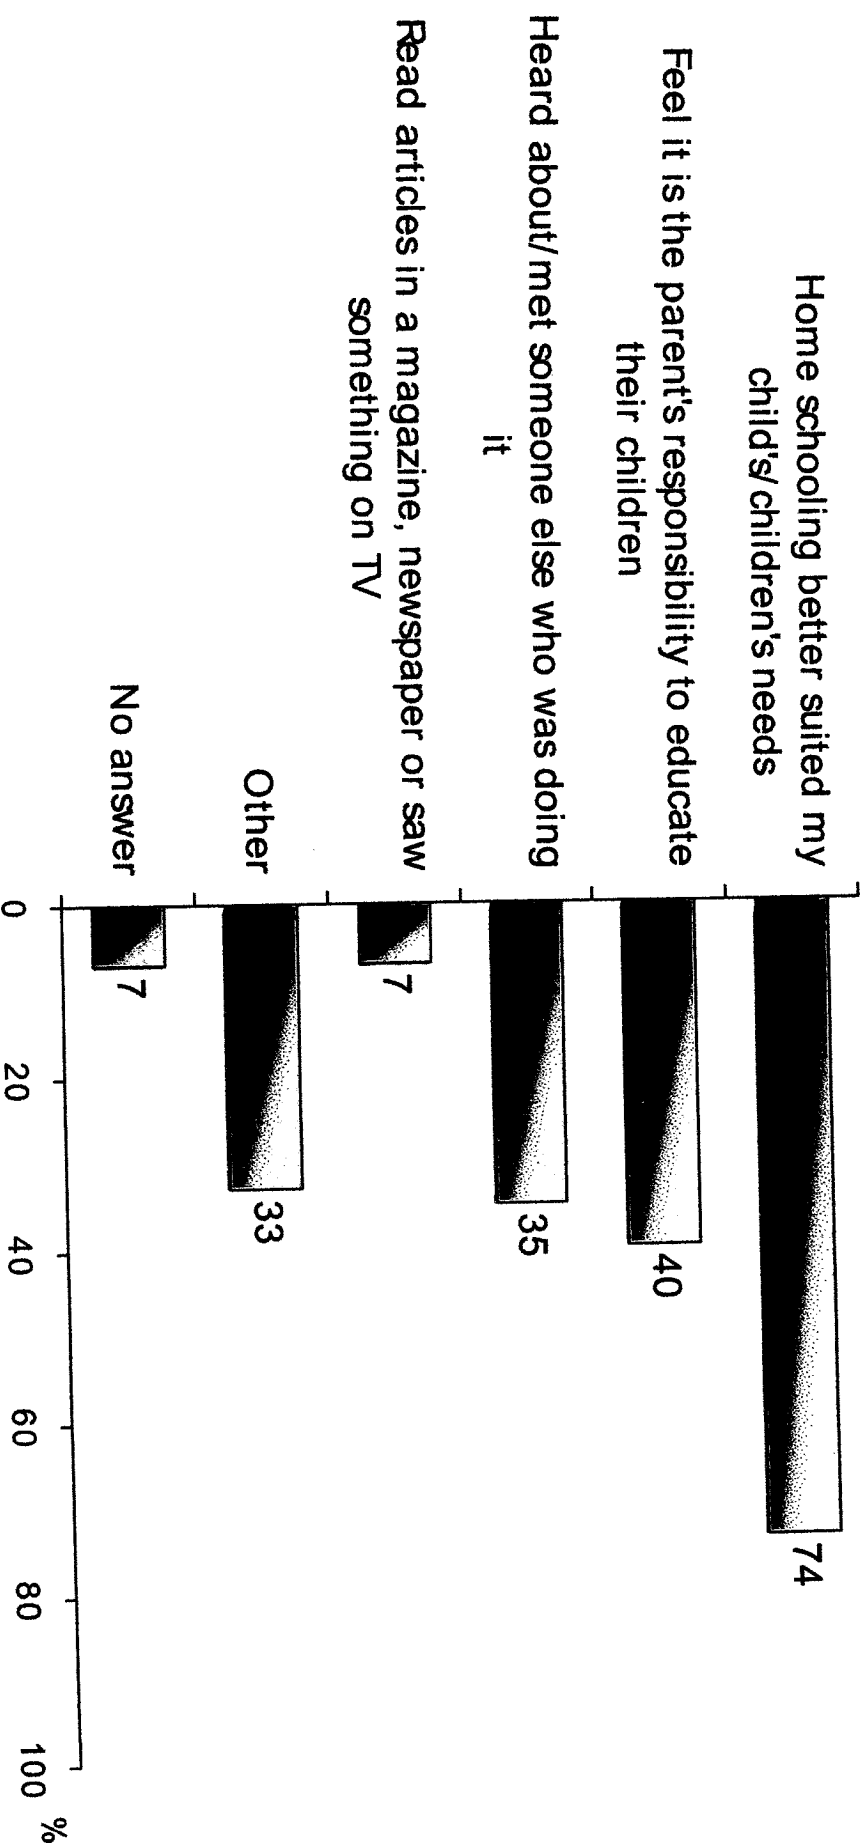 Home schooling better suited my
child's/children's needs
74
Feel it is the parent's responsibility to educate
their children
40
Heard about/met someone else who was doing
it
35
Read articles in a magazine, newspaper or saw
something on TV
7
Other
33
No answer
7
0 20 40 60 80 100
%